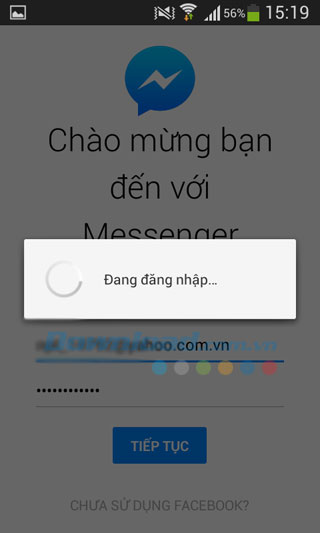 56% 15:19
Chào mừng bạn
đến với
Messenger
Đang đăng nhập...
@yahoo.com.vn
••••••••••••
TIẾP TỤC
CHƯA SỬ DỤNG FACEBOOK?